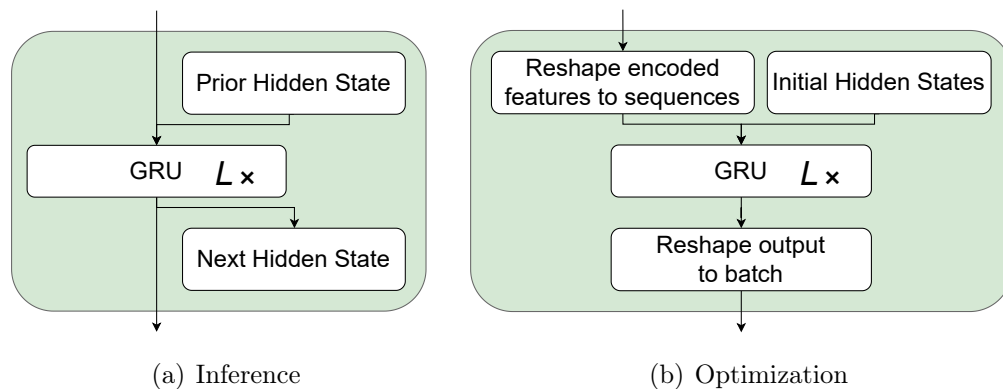 Prior Hidden State
GRU L ×
Next Hidden State
(a) Inference
Reshape encoded
features to sequences
Initial Hidden States
GRU L ×
Reshape output
to batch
(b) Optimization